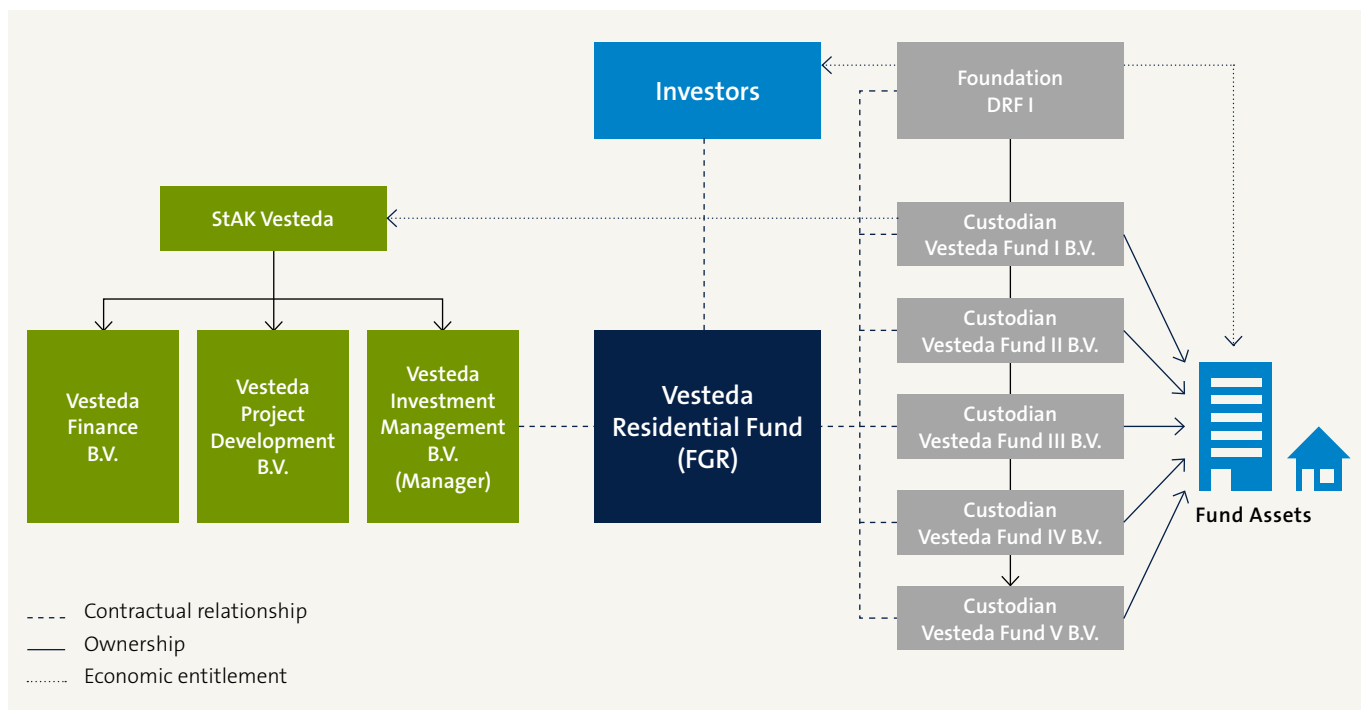 Investors
Foundation
DRF I
StAK Vesteda
Custodian
Vesteda Fund I B.V.
Custodian
Vesteda Fund II B.V.
Vesteda
Finance
B.V.
Vesteda
Project
Development
B.V.
Vesteda
Investment
Management
B.V.
(Manager)
Vesteda
Residential Fund
(FGR)
Custodian
Vesteda Fund III B.V.
Custodian
Vesteda Fund IV B.V.
Fund Assets
Custodian
Vesteda Fund V B.V.
Contractual relationship
Ownership
Economic entitlement